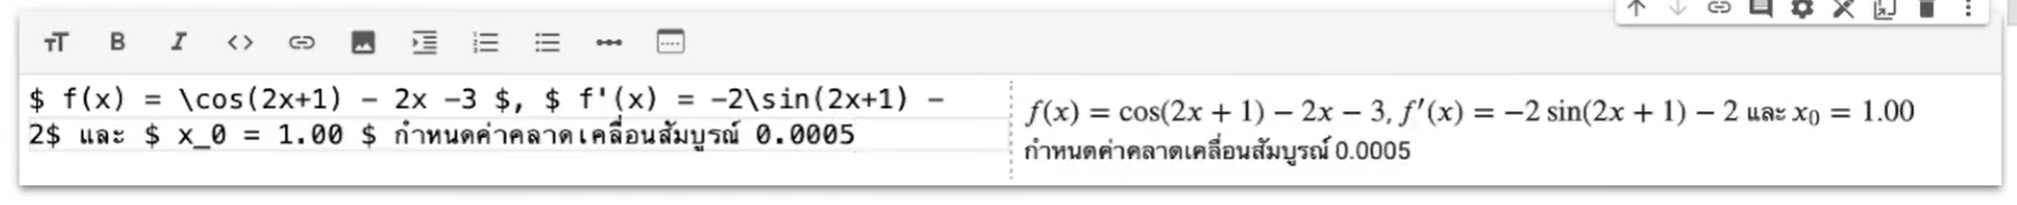 $ f(x) = \cos(2x+1) - 2x -3 $, $ f'(x) = -2\sin(2x+1) -
2$ และ $ x_0 = 1.00 $ กำหนดค่าคลาดเคลื่อนสัมบูรณ์ 0.0005
f(x) = cos(2x + 1) − 2x − 3, f′(x) = −2 sin(2x + 1) − 2 และ x₀ = 1.00
กำหนดค่าคลาดเคลื่อนสัมบูรณ์ 0.0005